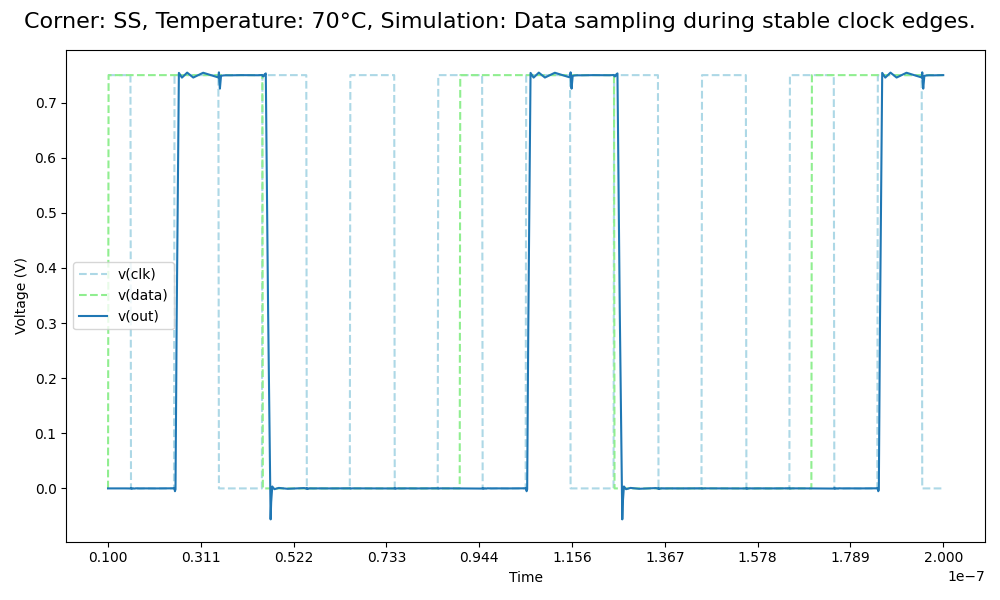 Corner: SS, Temperature: 70°C, Simulation: Data sampling during stable clock edges.
Voltage (V)
0.7
0.6
0.5
0.4
0.3
0.2
0.1
0.0
v(clk)
v(data)
v(out)
0.100 0.311 0.522 0.733 0.944 1.156 1.367 1.578 1.789 2.000
Time
1e−7